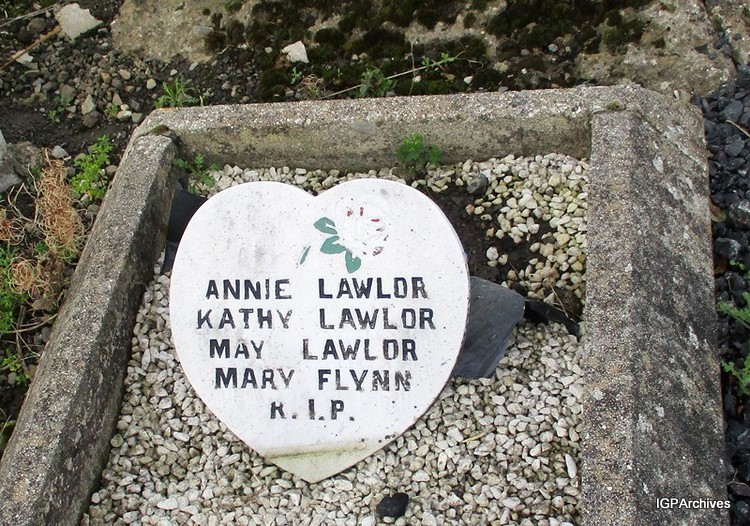 ANNIE LAWLOR
KATHY LAWLOR
MAY LAWLOR
MARY FLYNN
R.I.P.
IGPArchives